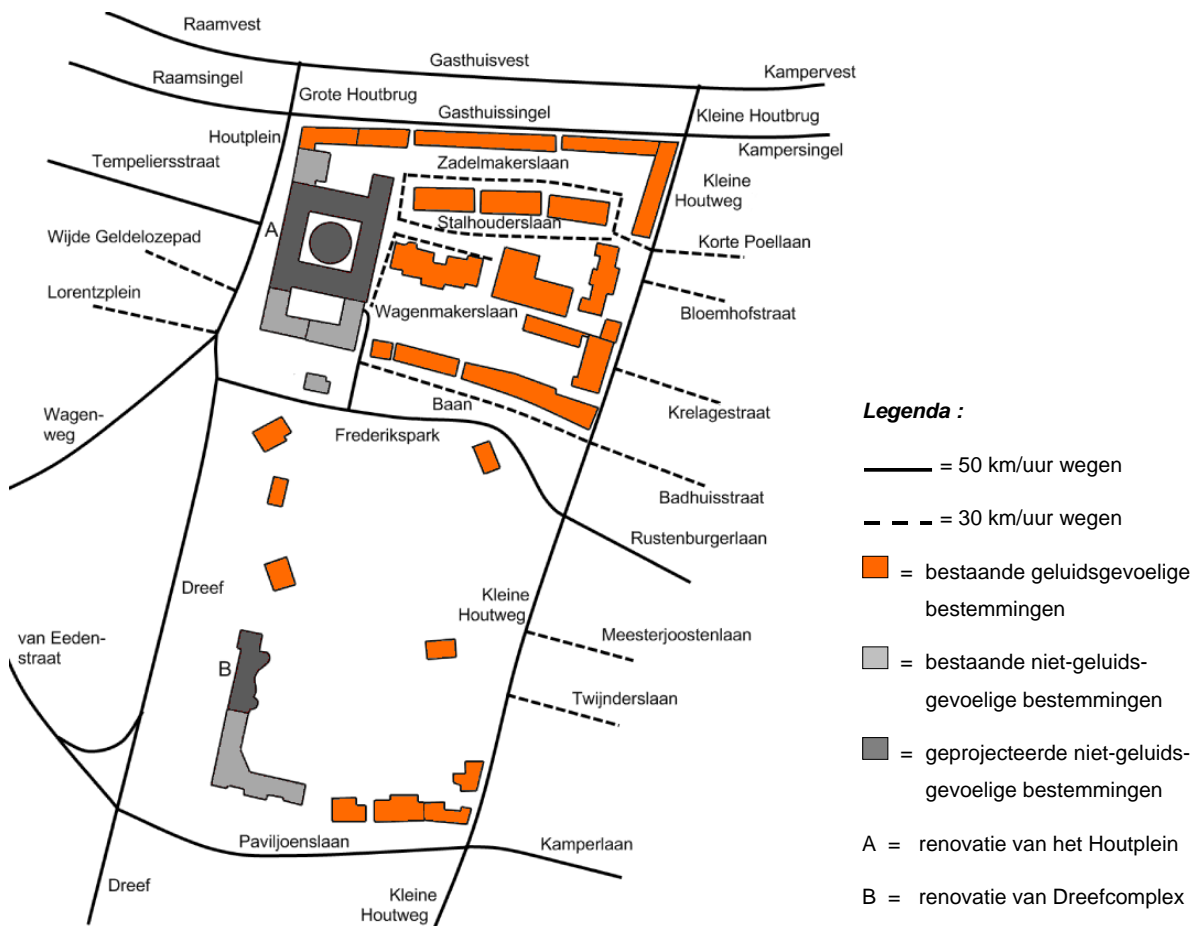 Raamvest
Gasthuisvest
Kampervest
Raamsingel
Grote Houtbrug
Gasthuissingel
Kleine Houtbrug
Houtplein
Kampersingel
Tempeliersstraat
Zadelmakerslaan
Kleine
Houtweg
A
Stalhouderslaan
Korte Poellaan
Wijde Geldelozepad
Lorentzplein
Wagenmakerslaan
Bloemhofstraat
Wagen-
weg
Baan
Krelagestraat
Frederikspark
Badhuisstraat
Rustenburgerlaan
Dreef
Kleine
Houtweg
van Eeden-
straat
B
Meesterjoostenlaan
Twijnderslaan
Paviljoenslaan
Kamperlaan
Dreef
Kleine
Houtweg
Legenda :
= 50 km/uur wegen
= 30 km/uur wegen
= bestaande geluidsgevoelige
bestemmingen
= bestaande niet-geluids-
gevoelige bestemmingen
= geprojecteerde niet-geluids-
gevoelige bestemmingen
A = renovatie van het Houtplein
B = renovatie van Dreefcomplex